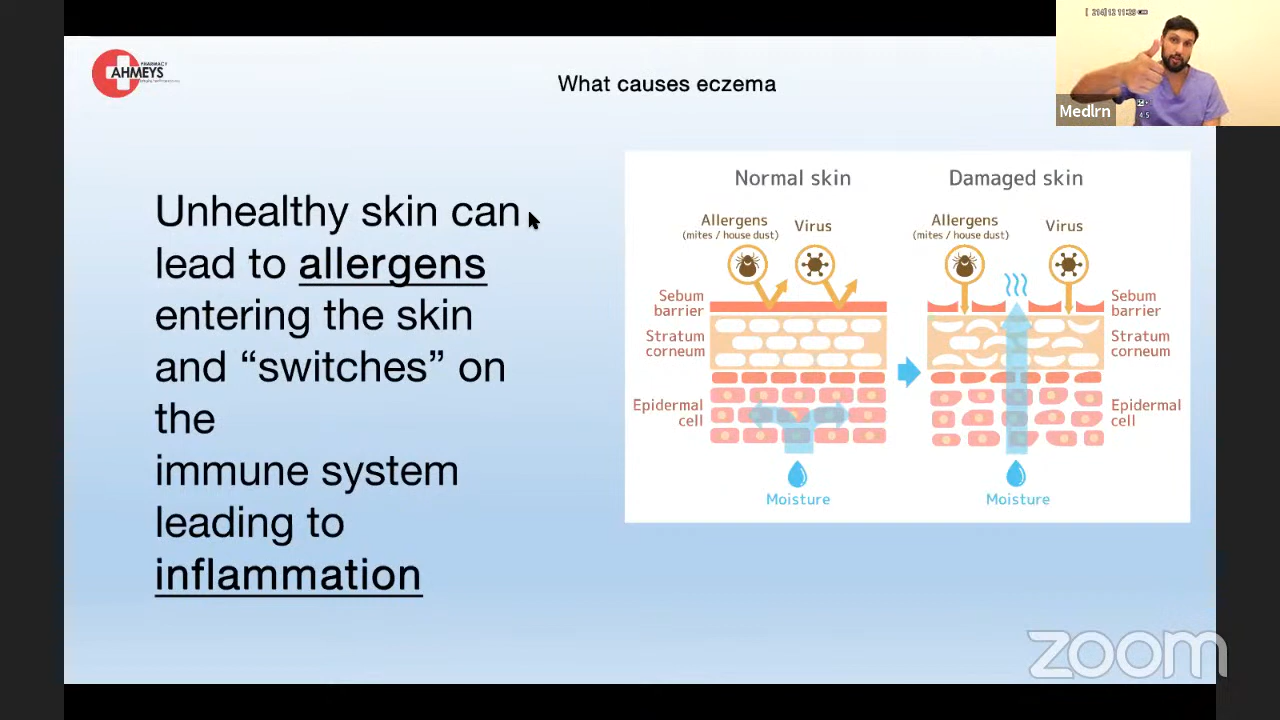 PHARMACY
AHMEYS
What causes eczema
Medlrn
Unhealthy skin can
lead to allergens
entering the skin
and “switches” on
the
immune system
leading to
inflammation
Normal skin
Allergens
(mites / house dust)
Virus
Sebum
barrier
Stratum
corneum
Epidermal
cell
Moisture
Damaged skin
Allergens
(mites / house dust)
Virus
Sebum
barrier
Stratum
corneum
Epidermal
cell
Moisture
zoom